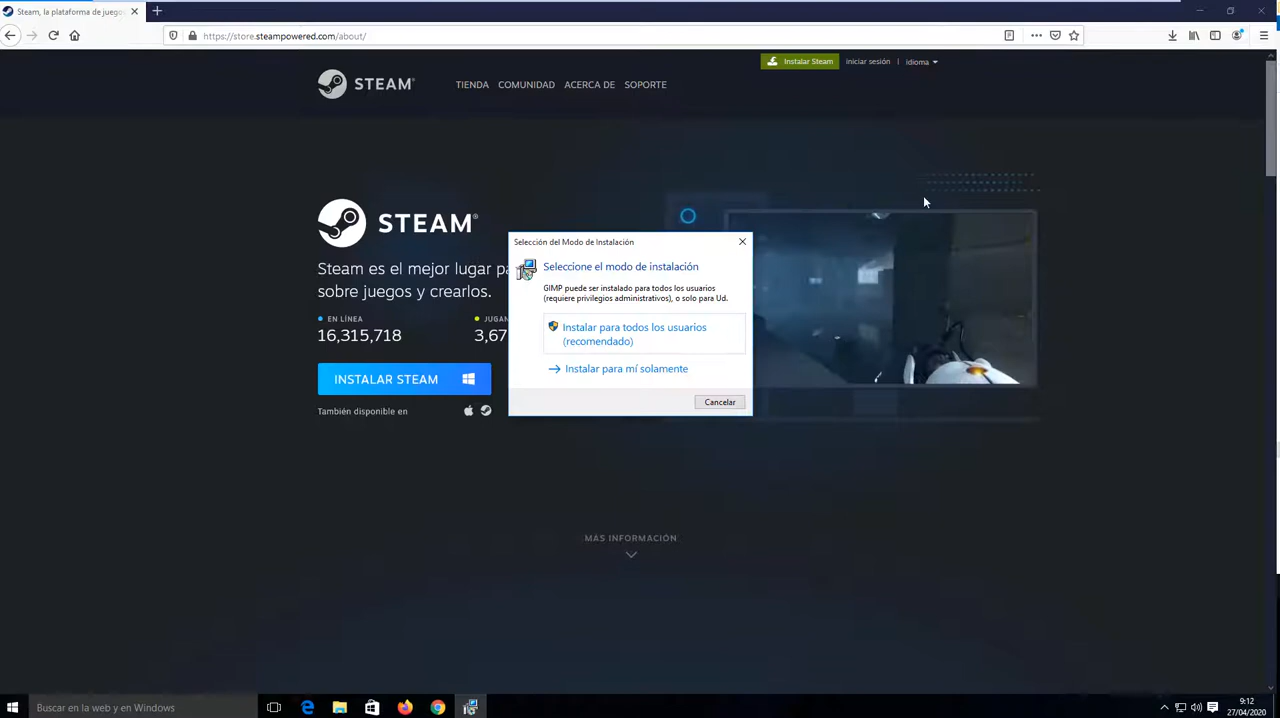 Steam, la plataforma de juego
https://store.steampowered.com/about/
Instalar Steam
iniciar sesión | idioma
STEAM®
TIENDA COMUNIDAD ACERCA DE SOPORTE
STEAM®
Steam es el mejor lugar p
sobre juegos y crearlos.
EN LÍNEA
JUGAN
16,315,718
3,67
INSTALAR STEAM
También disponible en
Selección del Modo de Instalación
Seleccione el modo de instalación
GIMP puede ser instalado para todos los usuarios
(requiere privilegios administrativos), o solo para Ud.
Instalar para todos los usuarios
(recomendado)
Instalar para mí solamente
Cancelar
MÁS INFORMACIÓN
Buscar en la web y en Windows
9:12
27/04/2020